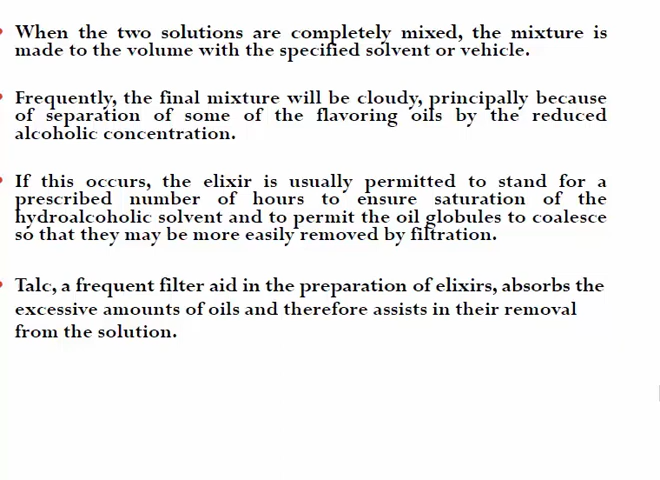 When the two solutions are completely mixed, the mixture is
made to the volume with the specified solvent or vehicle.
Frequently, the final mixture will be cloudy, principally because
of separation of some of the flavoring oils by the reduced
alcoholic concentration.
If this occurs, the elixir is usually permitted to stand for a
prescribed number of hours to ensure saturation of the
hydroalcoholic solvent and to permit the oil globules to coalesce
so that they may be more easily removed by filtration.
Talc, a frequent filter aid in the preparation of elixirs, absorbs the
excessive amounts of oils and therefore assists in their removal
from the solution.